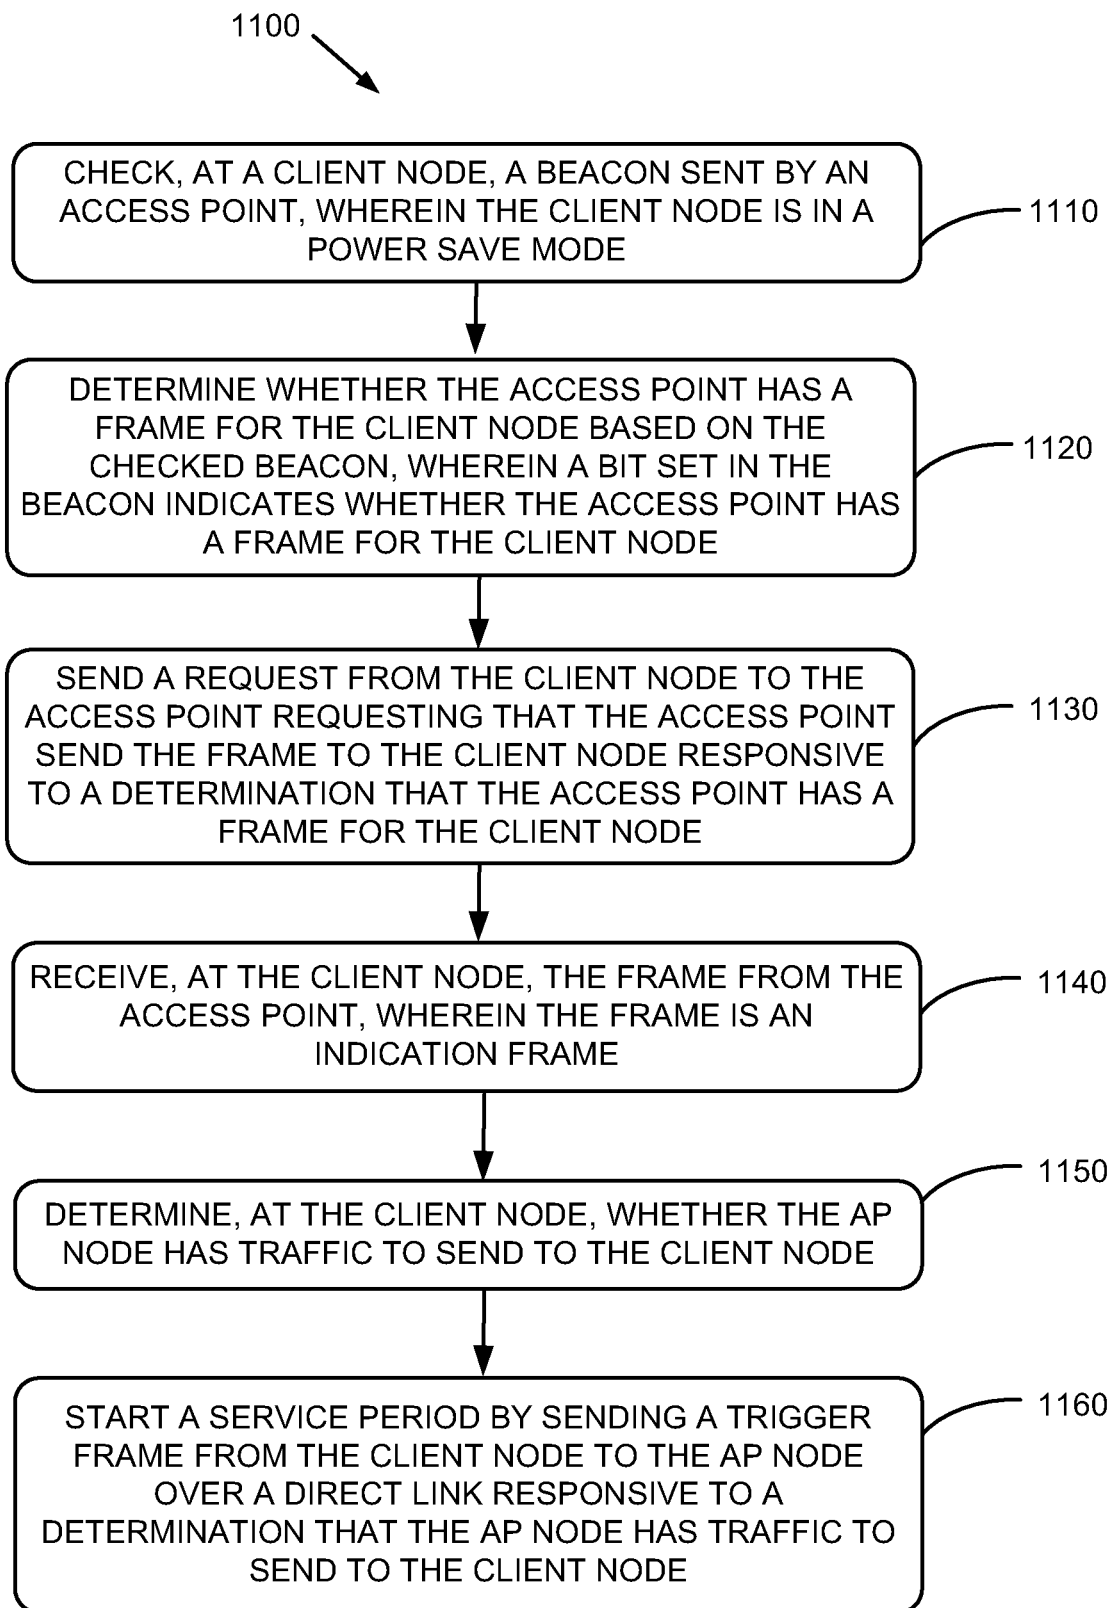 1100
CHECK, AT A CLIENT NODE, A BEACON SENT BY AN
ACCESS POINT, WHEREIN THE CLIENT NODE IS IN A
POWER SAVE MODE
1110
DETERMINE WHETHER THE ACCESS POINT HAS A
FRAME FOR THE CLIENT NODE BASED ON THE
CHECKED BEACON, WHEREIN A BIT SET IN THE
BEACON INDICATES WHETHER THE ACCESS POINT HAS
A FRAME FOR THE CLIENT NODE
1120
SEND A REQUEST FROM THE CLIENT NODE TO THE
ACCESS POINT REQUESTING THAT THE ACCESS POINT
SEND THE FRAME TO THE CLIENT NODE RESPONSIVE
TO A DETERMINATION THAT THE ACCESS POINT HAS A
FRAME FOR THE CLIENT NODE
1130
RECEIVE, AT THE CLIENT NODE, THE FRAME FROM THE
ACCESS POINT, WHEREIN THE FRAME IS AN
INDICATION FRAME
1140
DETERMINE, AT THE CLIENT NODE, WHETHER THE AP
NODE HAS TRAFFIC TO SEND TO THE CLIENT NODE
1150
START A SERVICE PERIOD BY SENDING A TRIGGER
FRAME FROM THE CLIENT NODE TO THE AP NODE
OVER A DIRECT LINK RESPONSIVE TO A
DETERMINATION THAT THE AP NODE HAS TRAFFIC TO
SEND TO THE CLIENT NODE
1160